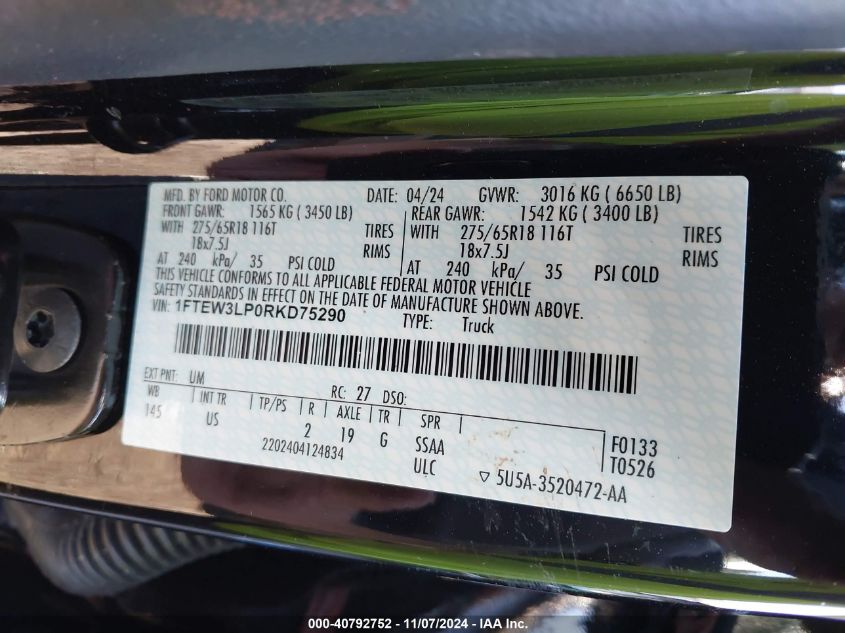 MFD. BY FORD MOTOR CO. DATE: 04/24 GVWR: 3016 KG ( 6650 LB)
FRONT GAWR: 1565 KG ( 3450 LB) REAR GAWR: 1542 KG ( 3400 LB)
WITH 275/65R18 116T TIRES WITH 275/65R18 116T TIRES
18x7.5J RIMS 18x7.5J RIMS
AT 240 kPa/ 35 PSI COLD AT 240 kPa/ 35 PSI COLD
THIS VEHICLE CONFORMS TO ALL APPLICABLE FEDERAL MOTOR VEHICLE
SAFETY STANDARDS IN EFFECT ON THE DATE OF MANUFACTURE SHOWN ABOVE.
VIN: 1FTEW3LP0RKD75290 TYPE: Truck
EXT PNT: UM RC: 27 DSO:
WB INT TR TP/PS R AXLE TR SPR
145 US 2 19 G SSAA F0133
2202404124834 ULC T0526
5U5A-3520472-AA
000-40792752 - 11/07/2024 - IAA Inc.